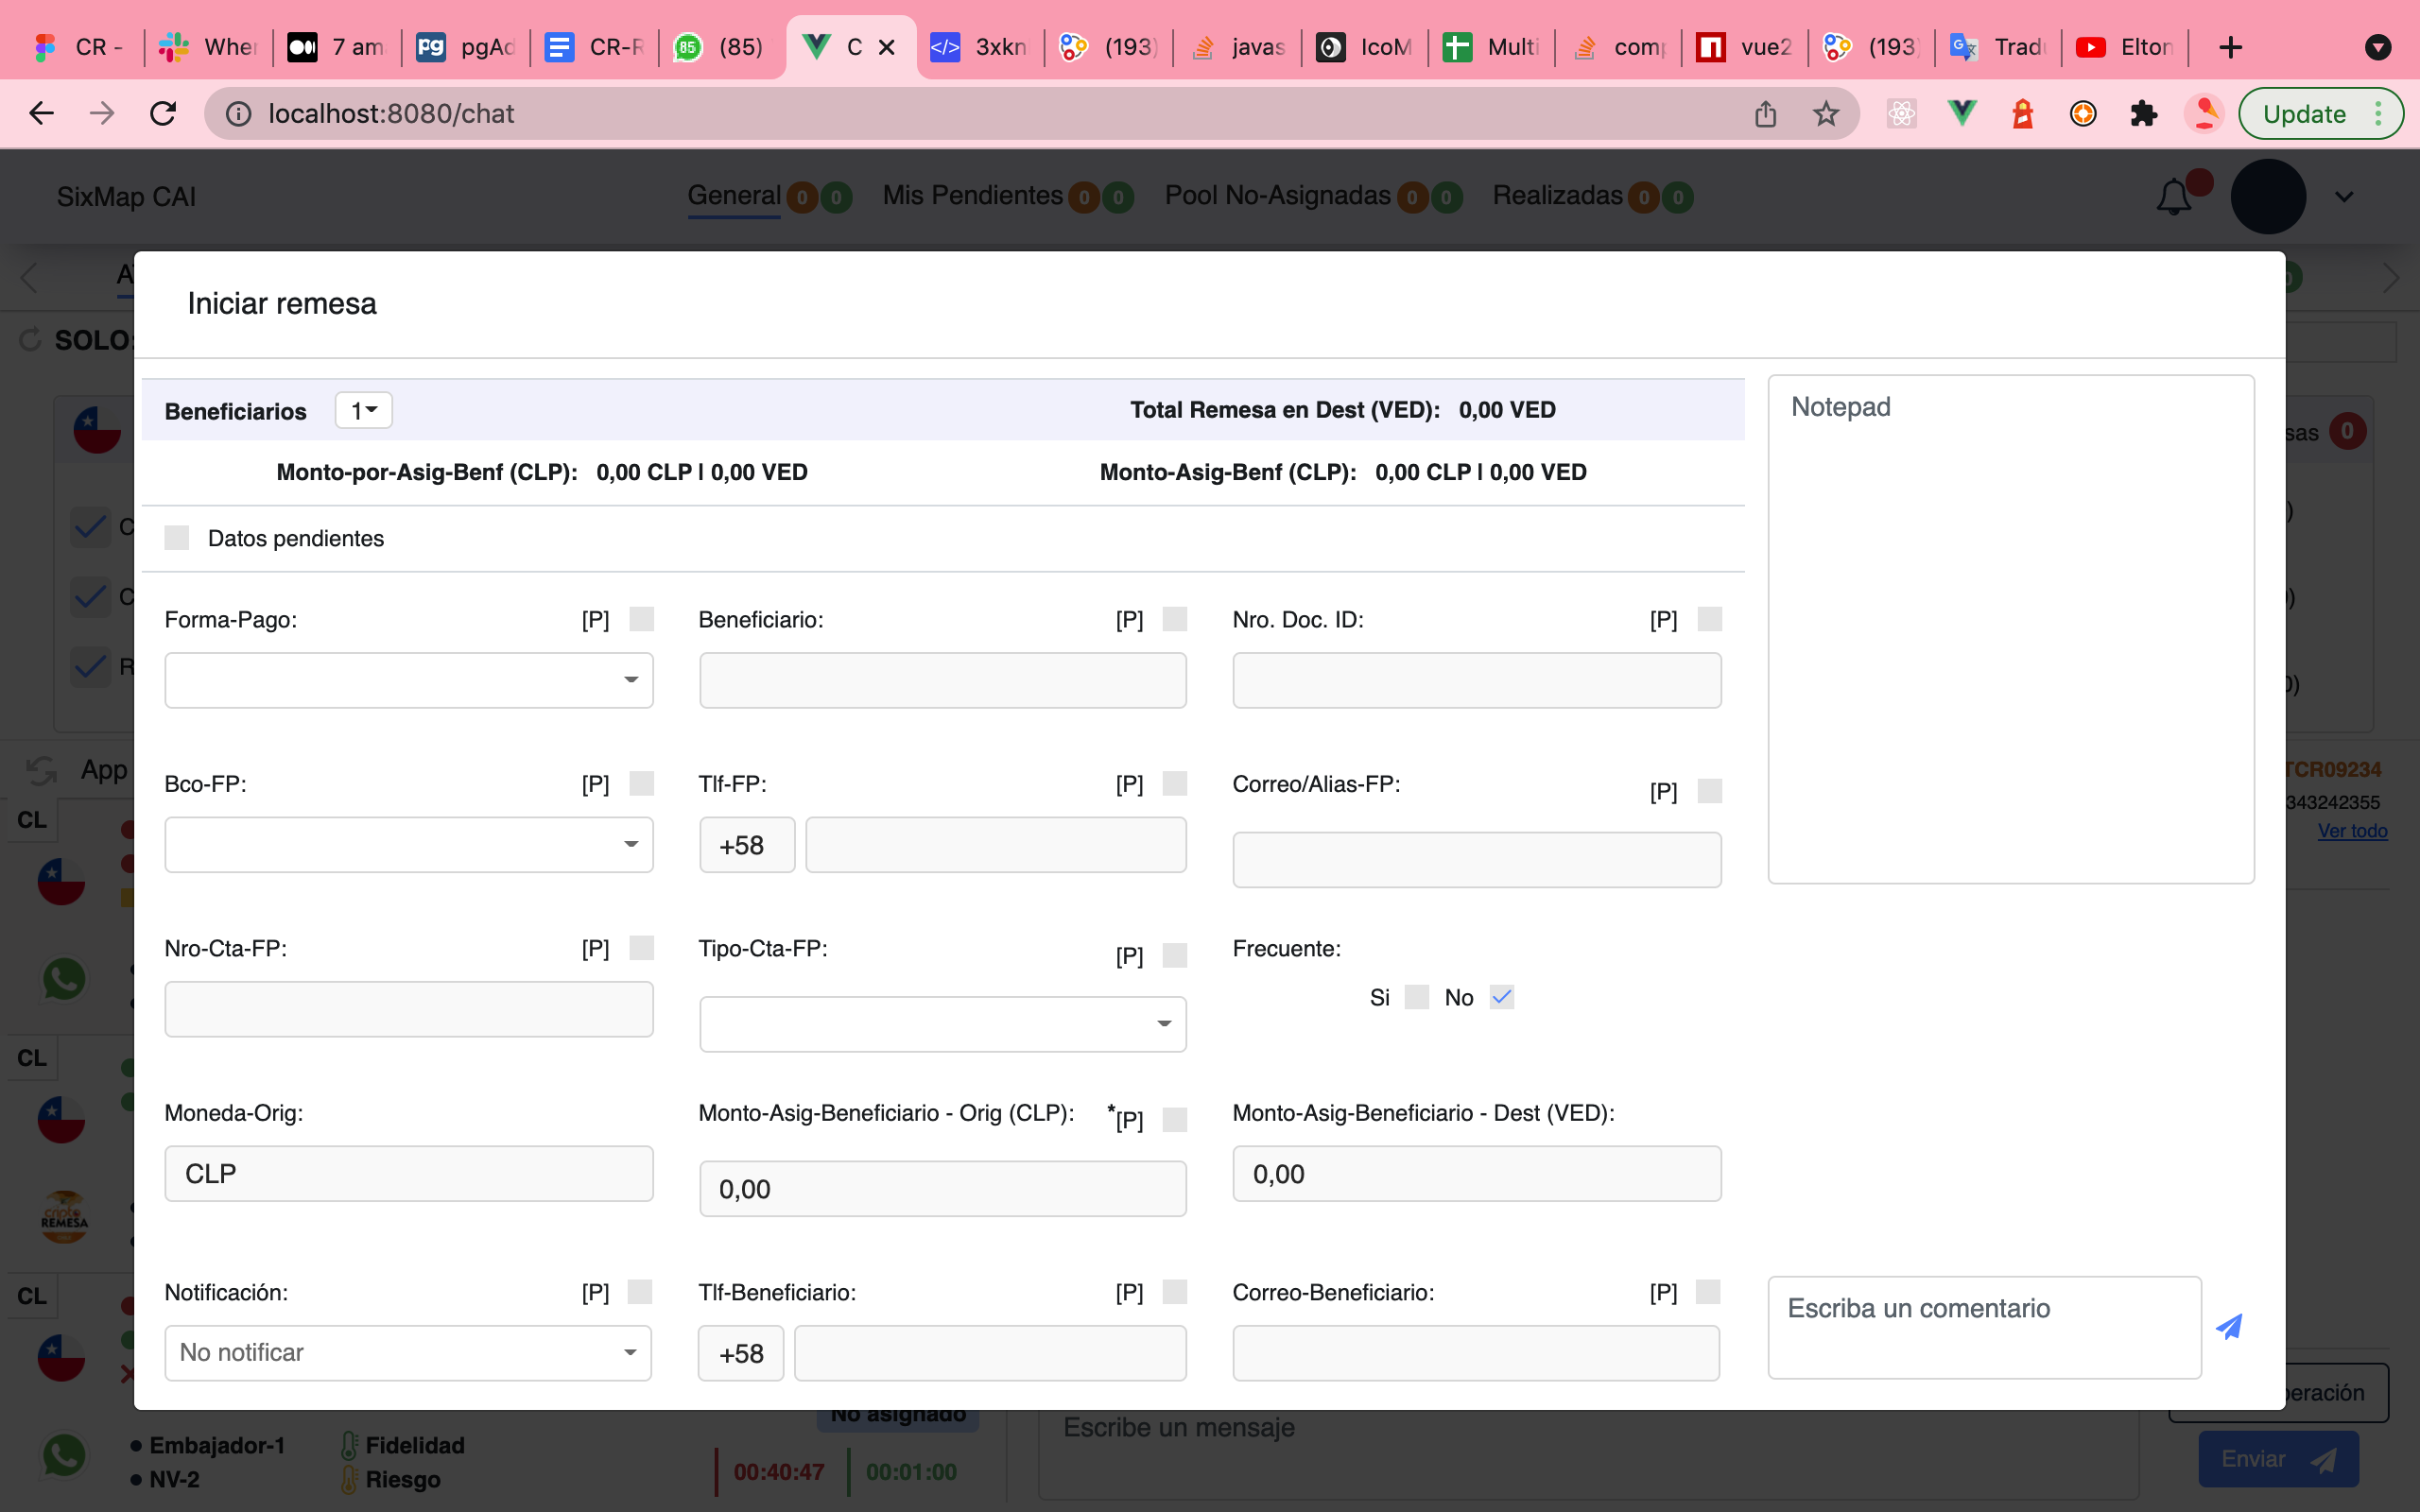 CR -
Wher
7 am
pgAd
CR-R
85
(85)
C
3xkn
(193)
javas
IcoM
Multi
comp
vue2
(193)
Tradu
Elton
localhost:8080/chat
Update
SixMap CAI
General 0 0
Mis Pendientes 0 0
Pool No-Asignadas 0 0
Realizadas 0 0
Iniciar remesa
SOLO:
Beneficiarios 1
Total Remesa en Dest (VED): 0,00 VED
Monto-por-Asig-Benf (CLP): 0,00 CLP | 0,00 VED
Monto-Asig-Benf (CLP): 0,00 CLP | 0,00 VED
Datos pendientes
Notepad
sas 0
Forma-Pago: [P]
Beneficiario: [P]
Nro. Doc. ID: [P]
App
CL
Bco-FP: [P]
Tlf-FP: [P]
+58
Correo/Alias-FP: [P]
TCR09234
343242355
Ver todo
Nro-Cta-FP: [P]
Tipo-Cta-FP: [P]
Frecuente:
Si No
CL
Moneda-Orig:
CLP
Monto-Asig-Beneficiario - Orig (CLP): *[P]
0,00
Monto-Asig-Beneficiario - Dest (VED):
0,00
cripto
REMESA
CL
Notificación: [P]
No notificar
Tlf-Beneficiario: [P]
+58
Correo-Beneficiario: [P]
Escriba un comentario
peración
No asignado
Embajador-1
NV-2
Fidelidad
Riesgo
00:40:47
00:01:00
Escribe un mensaje
Enviar